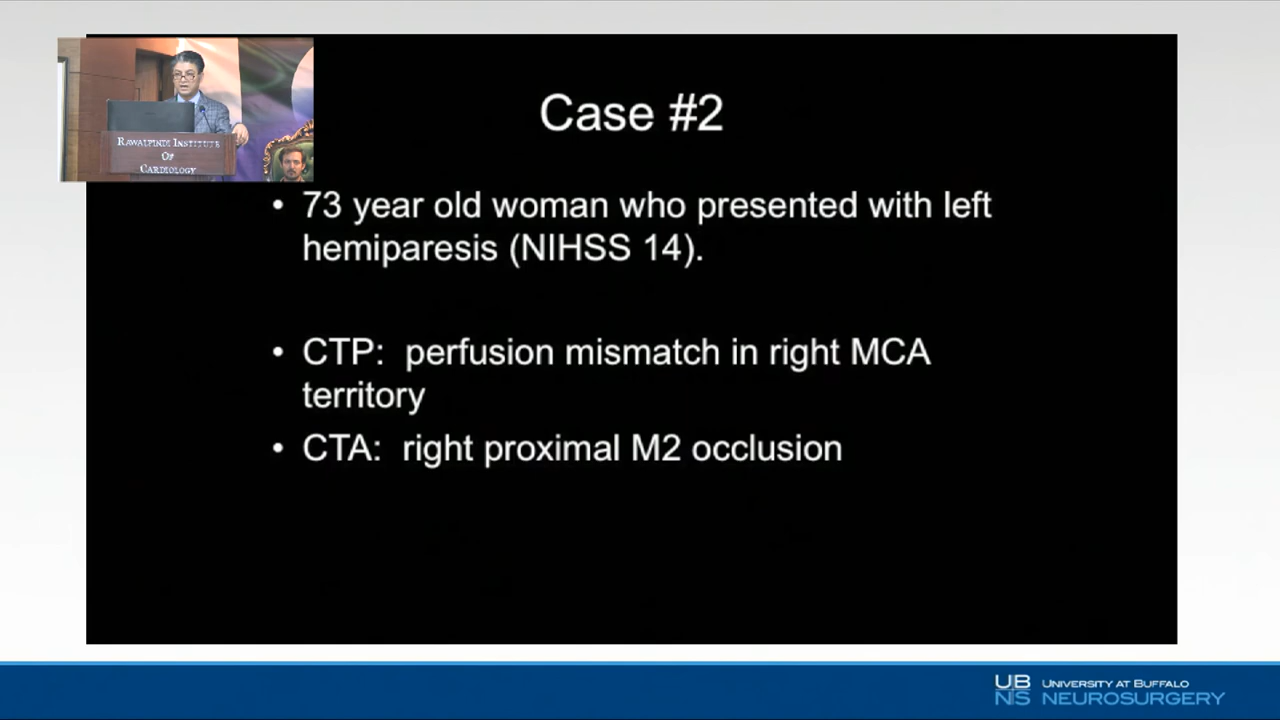 RAWALPINDI INSTITUTE
OF
CARDIOLOGY
Case #2
• 73 year old woman who presented with left
hemiparesis (NIHSS 14).
• CTP: perfusion mismatch in right MCA
territory
• CTA: right proximal M2 occlusion
UB
NS
UNIVERSITY AT BUFFALO
NEUROSURGERY